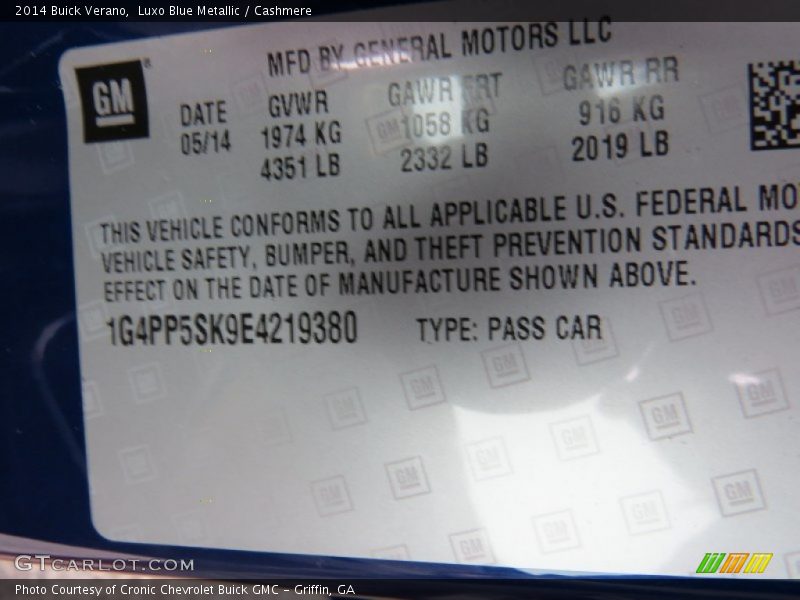 2014 Buick Verano,  Luxo Blue Metallic / Cashmere
MFD BY GENERAL MOTORS LLC
GM
DATE GVWR GAWR FRT GAWR RR
05/14 1974 KG 1058 KG 916 KG
4351 LB 2332 LB 2019 LB
THIS VEHICLE CONFORMS TO ALL APPLICABLE U.S. FEDERAL MO
VEHICLE SAFETY, BUMPER, AND THEFT PREVENTION STANDARDS
EFFECT ON THE DATE OF MANUFACTURE SHOWN ABOVE.
1G4PP5SK9E4219380 TYPE: PASS CAR
GTCARLOT.COM
Photo Courtesy of Cronic Chevrolet Buick GMC – Griffin, GA